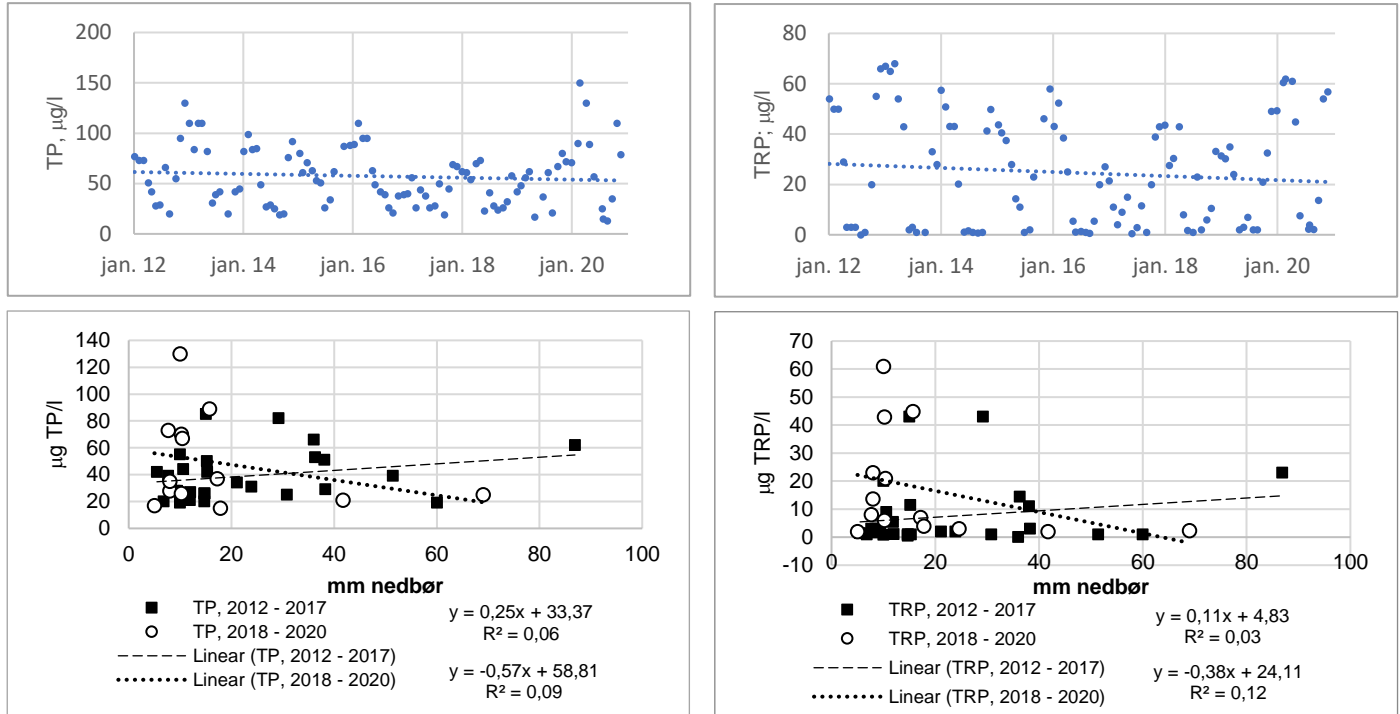 200
150
100
50
0
TP, µg/l
jan. 12
jan. 14
jan. 16
jan. 18
jan. 20
80
60
40
20
0
TRP; µg/l
jan. 12
jan. 14
jan. 16
jan. 18
jan. 20
140
120
100
80
60
40
20
0
µg TP/l
0
20
40
60
80
100
mm nedbør
TP, 2012 - 2017
TP, 2018 - 2020
Linear (TP, 2012 - 2017)
Linear (TP, 2018 - 2020)
y = 0,25x + 33,37
R² = 0,06
y = -0,57x + 58,81
R² = 0,09
70
60
50
40
30
20
10
0
-10
µg TRP/l
0
20
40
60
80
100
mm nedbør
TRP, 2012 - 2017
TRP, 2018 - 2020
Linear (TRP, 2012 - 2017)
Linear (TRP, 2018 - 2020)
y = 0,11x + 4,83
R² = 0,03
y = -0,38x + 24,11
R² = 0,12